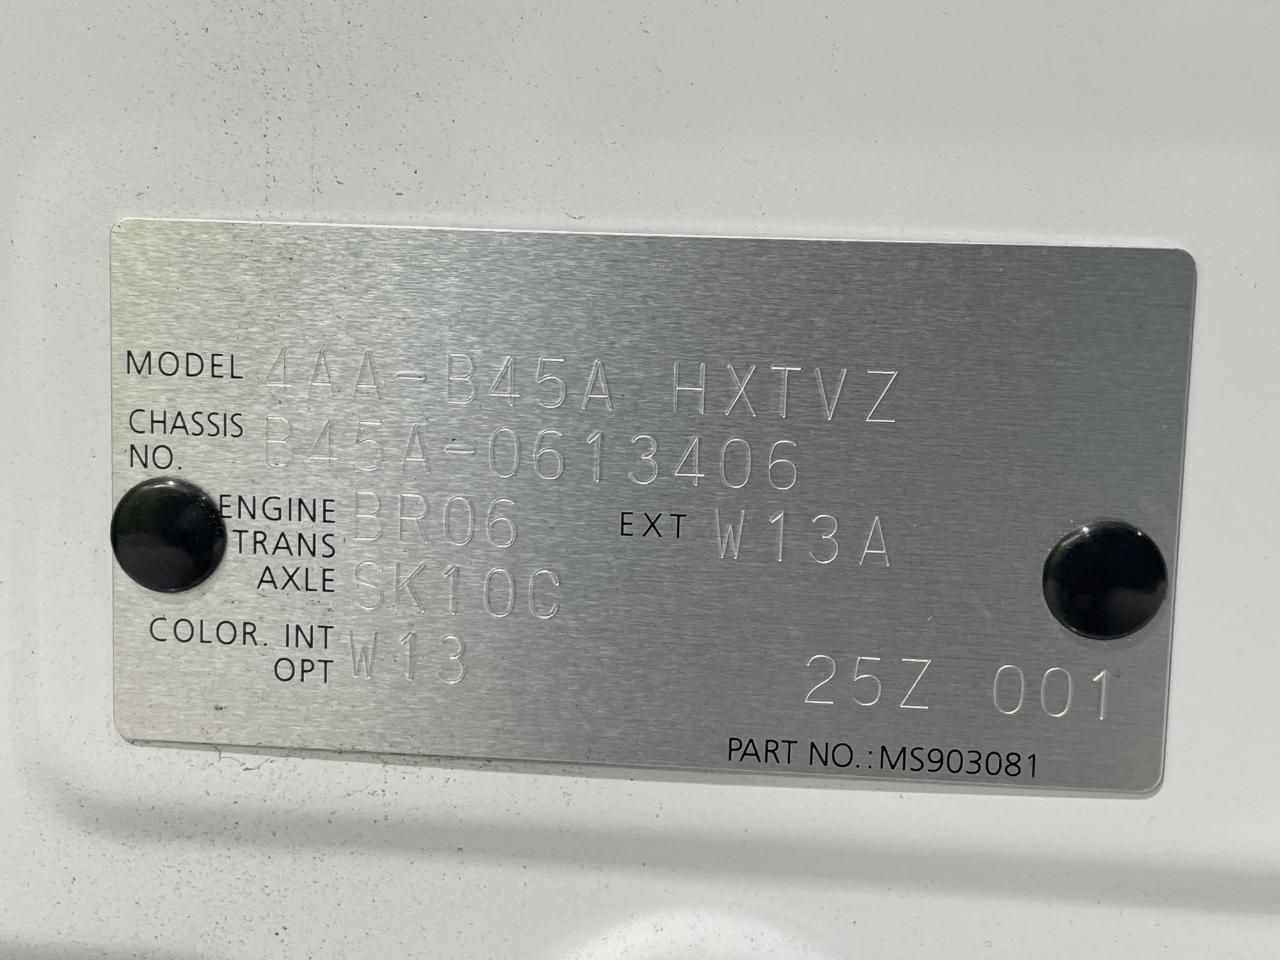 MODEL 4AA-B45A HXTVZ
CHASSIS NO. B45A-0613406
ENGINE BR06 EXT W13A
TRANS AXLE SK10C
COLOR. INT OPT W13
25Z 001
PART NO.:MS903081